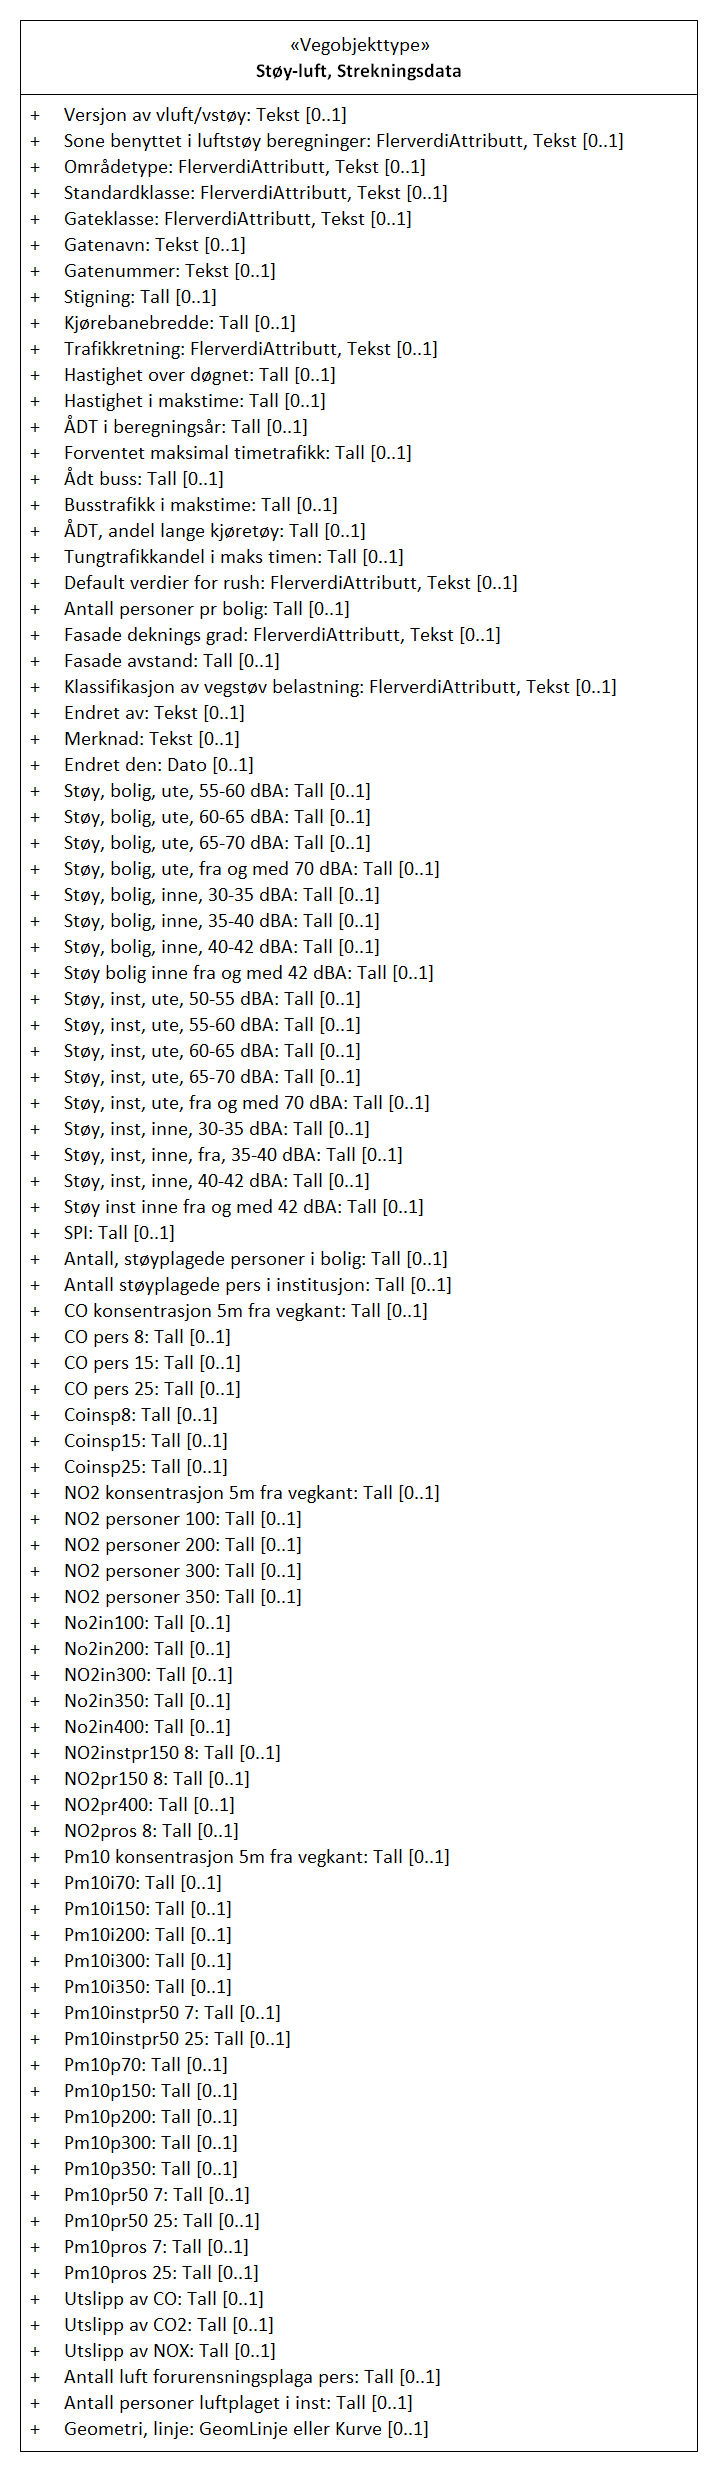 «Vegobjekttype»
Støy-luft, Strekningsdata
+ Versjon av vluft/vstøy: Tekst [0..1]
+ Sone benyttet i luftstøy beregninger: FlerverdiAttributt, Tekst [0..1]
+ Områdetype: FlerverdiAttributt, Tekst [0..1]
+ Standardklasse: FlerverdiAttributt, Tekst [0..1]
+ Gateklasse: FlerverdiAttributt, Tekst [0..1]
+ Gatenavn: Tekst [0..1]
+ Gatenummer: Tekst [0..1]
+ Stigning: Tall [0..1]
+ Kjørebanebredde: Tall [0..1]
+ Trafikkretning: FlerverdiAttributt, Tekst [0..1]
+ Hastighet over døgnet: Tall [0..1]
+ Hastighet i makstime: Tall [0..1]
+ ÅDT i beregningsår: Tall [0..1]
+ Forventet maksimal timetrafikk: Tall [0..1]
+ Ådt buss: Tall [0..1]
+ Busstrafikk i makstime: Tall [0..1]
+ ÅDT, andel lange kjøretøy: Tall [0..1]
+ Tungtrafikkandel i maks timen: Tall [0..1]
+ Default verdier for rush: FlerverdiAttributt, Tekst [0..1]
+ Antall personer pr bolig: Tall [0..1]
+ Fasade deknings grad: FlerverdiAttributt, Tekst [0..1]
+ Fasade avstand: Tall [0..1]
+ Klassifikasjon av vegstøv belastning: FlerverdiAttributt, Tekst [0..1]
+ Endret av: Tekst [0..1]
+ Merknad: Tekst [0..1]
+ Endret den: Dato [0..1]
+ Støy, bolig, ute, 55-60 dBA: Tall [0..1]
+ Støy, bolig, ute, 60-65 dBA: Tall [0..1]
+ Støy, bolig, ute, 65-70 dBA: Tall [0..1]
+ Støy, bolig, ute, fra og med 70 dBA: Tall [0..1]
+ Støy, bolig, inne, 30-35 dBA: Tall [0..1]
+ Støy, bolig, inne, 35-40 dBA: Tall [0..1]
+ Støy, bolig, inne, 40-42 dBA: Tall [0..1]
+ Støy bolig inne fra og med 42 dBA: Tall [0..1]
+ Støy, inst, ute, 50-55 dBA: Tall [0..1]
+ Støy, inst, ute, 55-60 dBA: Tall [0..1]
+ Støy, inst, ute, 60-65 dBA: Tall [0..1]
+ Støy, inst, ute, 65-70 dBA: Tall [0..1]
+ Støy, inst, ute, fra og med 70 dBA: Tall [0..1]
+ Støy, inst, inne, 30-35 dBA: Tall [0..1]
+ Støy, inst, inne, fra, 35-40 dBA: Tall [0..1]
+ Støy, inst, inne, 40-42 dBA: Tall [0..1]
+ Støy inst inne fra og med 42 dBA: Tall [0..1]
+ SPI: Tall [0..1]
+ Antall, støyplagede personer i bolig: Tall [0..1]
+ Antall støyplagede pers i institusjon: Tall [0..1]
+ CO konsentrasjon 5m fra vegkant: Tall [0..1]
+ CO pers 8: Tall [0..1]
+ CO pers 15: Tall [0..1]
+ CO pers 25: Tall [0..1]
+ Coinsp8: Tall [0..1]
+ Coinsp15: Tall [0..1]
+ Coinsp25: Tall [0..1]
+ NO2 konsentrasjon 5m fra vegkant: Tall [0..1]
+ NO2 personer 100: Tall [0..1]
+ NO2 personer 200: Tall [0..1]
+ NO2 personer 300: Tall [0..1]
+ NO2 personer 350: Tall [0..1]
+ No2in100: Tall [0..1]
+ No2in200: Tall [0..1]
+ NO2in300: Tall [0..1]
+ No2in350: Tall [0..1]
+ No2in400: Tall [0..1]
+ NO2instpr150 8: Tall [0..1]
+ NO2pr150 8: Tall [0..1]
+ NO2pr400: Tall [0..1]
+ NO2pros 8: Tall [0..1]
+ Pm10 konsentrasjon 5m fra vegkant: Tall [0..1]
+ Pm10i70: Tall [0..1]
+ Pm10i150: Tall [0..1]
+ Pm10i200: Tall [0..1]
+ Pm10i300: Tall [0..1]
+ Pm10i350: Tall [0..1]
+ Pm10instpr50 7: Tall [0..1]
+ Pm10instpr50 25: Tall [0..1]
+ Pm10p70: Tall [0..1]
+ Pm10p150: Tall [0..1]
+ Pm10p200: Tall [0..1]
+ Pm10p300: Tall [0..1]
+ Pm10p350: Tall [0..1]
+ Pm10pr50 7: Tall [0..1]
+ Pm10pr50 25: Tall [0..1]
+ Pm10pros 7: Tall [0..1]
+ Pm10pros 25: Tall [0..1]
+ Utslipp av CO: Tall [0..1]
+ Utslipp av CO2: Tall [0..1]
+ Utslipp av NOX: Tall [0..1]
+ Antall luft forurensningsplaga pers: Tall [0..1]
+ Antall personer luftplaget i inst: Tall [0..1]
+ Geometri, linje: GeomLinje eller Kurve [0..1]